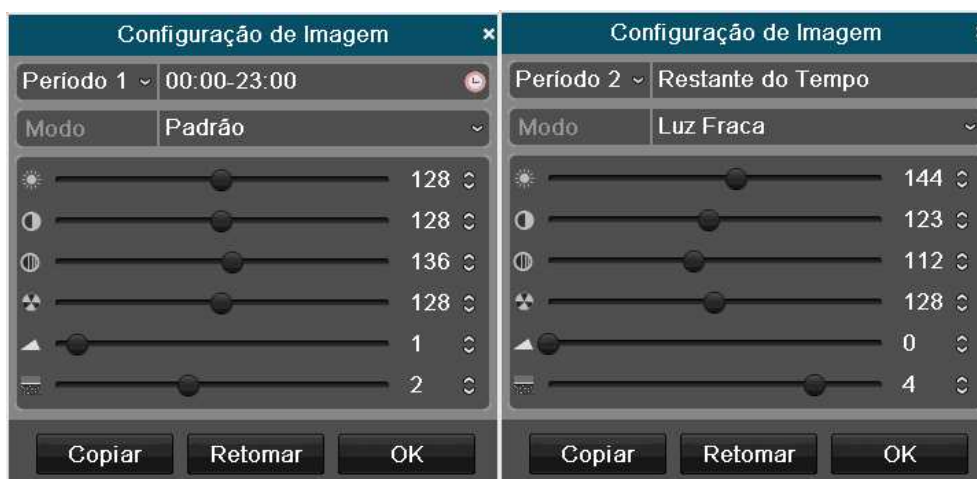 Configuração de Imagem ×
Período 1 00:00-23:00
Modo Padrão
128
128
136
128
1
2
Copiar Retomar OK
Configuração de Imagem
Período 2 Restante do Tempo
Modo Luz Fraca
144
123
112
128
0
4
Copiar Retomar OK